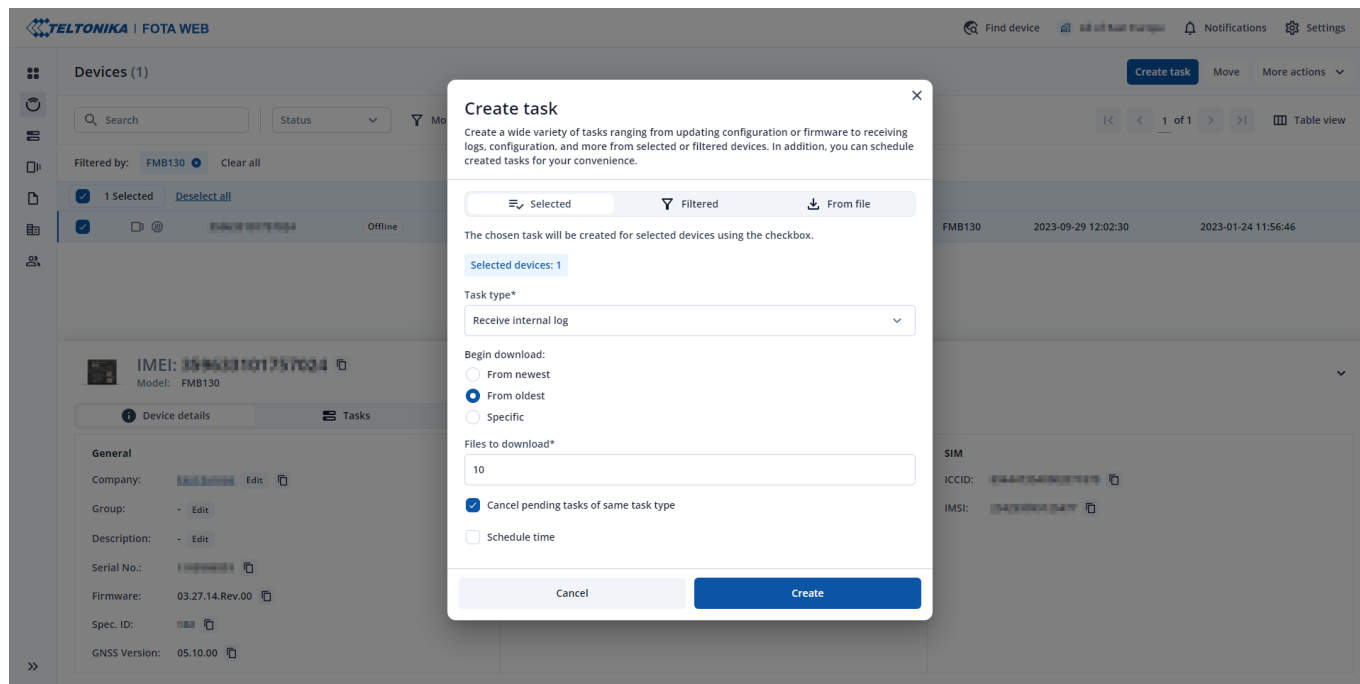 TELTONIKA | FOTA WEB
Find device
Notifications
Settings
Devices (1)
Create task
Move
More actions
Search
Status
Mo
1 of 1
Table view
Filtered by: FMB130 Clear all
1 Selected Deselect all
Offline
FMB130 2023-09-29 12:02:30 2023-01-24 11:56:46
Create task
Create a wide variety of tasks ranging from updating configuration or firmware to receiving
logs, configuration, and more from selected or filtered devices. In addition, you can schedule
created tasks for your convenience.
Selected Filtered From file
The chosen task will be created for selected devices using the checkbox.
Selected devices: 1
Task type*
Receive internal log
Begin download:
From newest
From oldest
Specific
Files to download*
10
Cancel pending tasks of same task type
Schedule time
Cancel Create
IMEI:
Model: FMB130
Device details Tasks
General
Company: Edit
Group: - Edit
Description: - Edit
Serial No.:
Firmware: 03.27.14.Rev.00
Spec. ID:
GNSS Version: 05.10.00
SIM
ICCID:
IMSI: